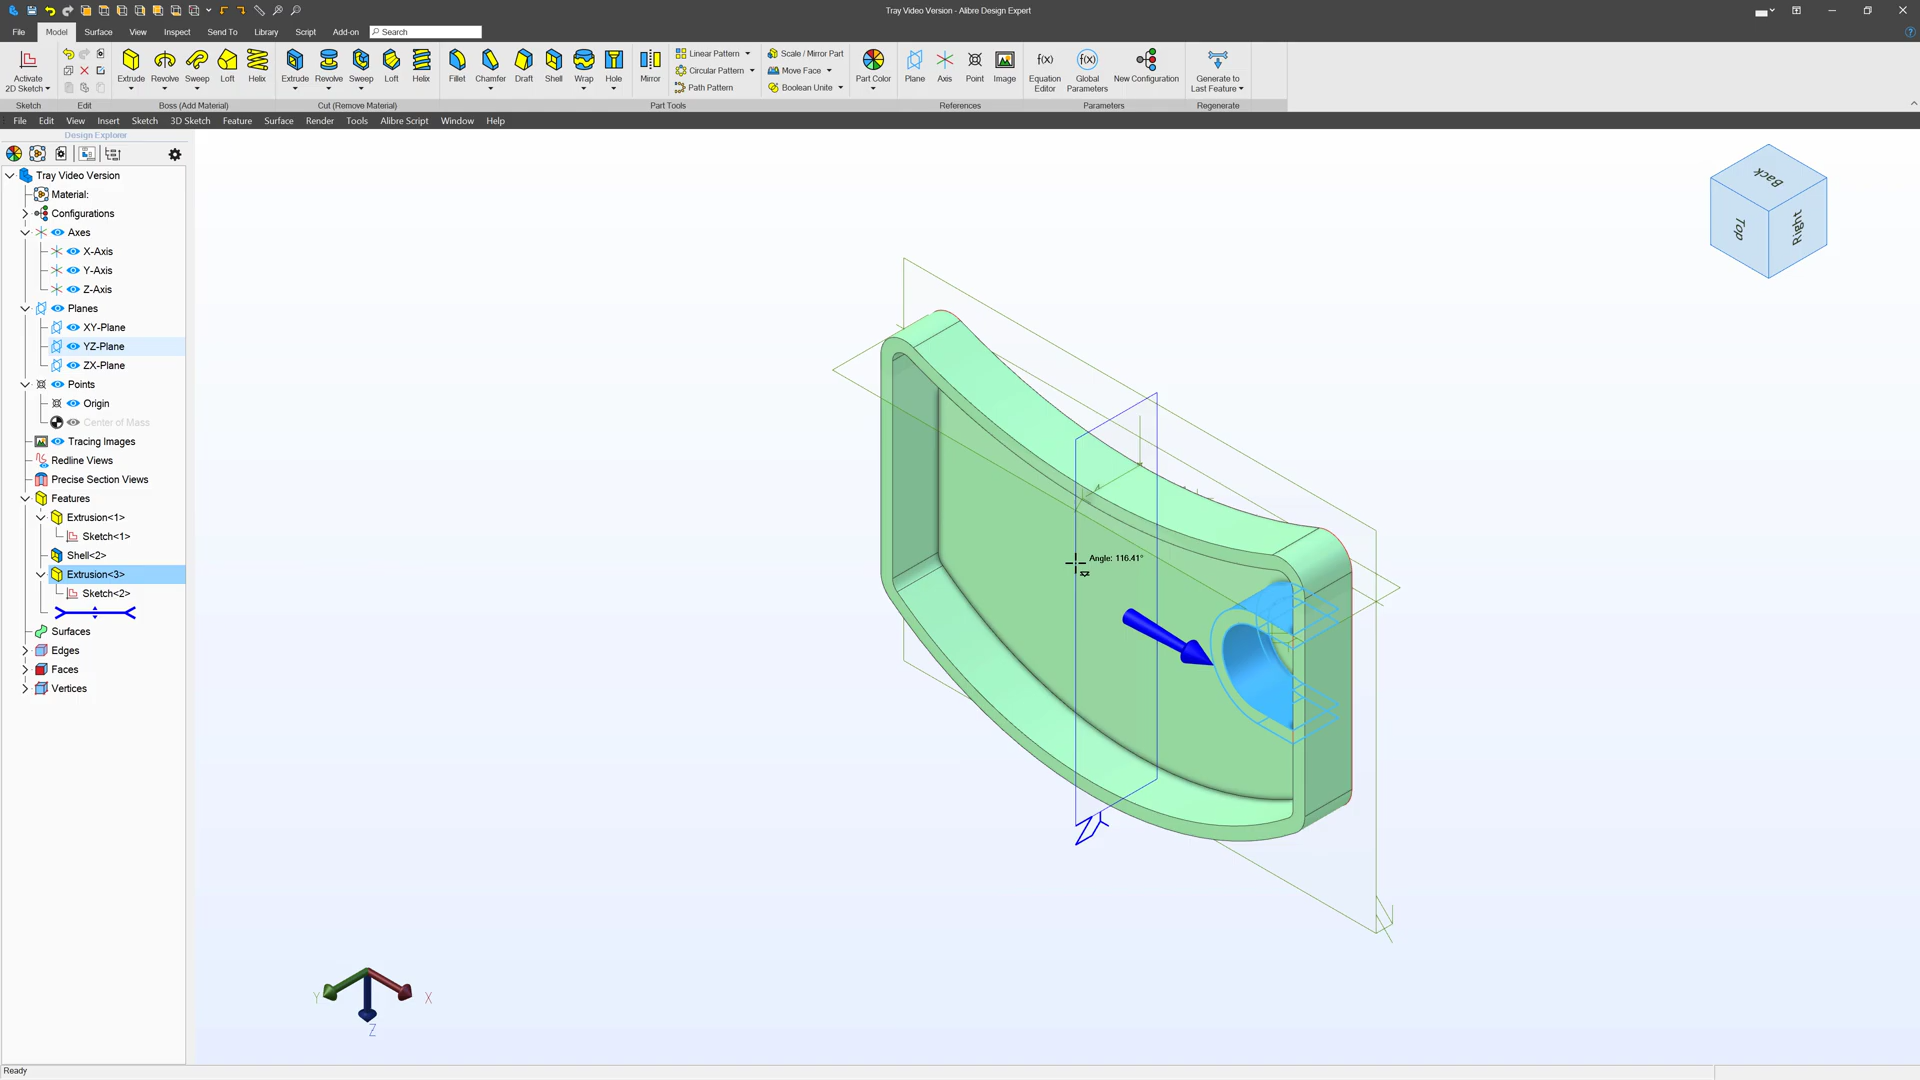 Tray Video Version - Alibre Design Expert
File Model Surface View Inspect Send To Library Script Add-on Search
Activate
2D Sketch
Extrude Revolve Sweep Loft Helix Extrude Revolve Sweep Loft Helix Fillet Chamfer Draft Shell Wrap Hole Mirror
Linear Pattern Scale / Mirror Part
Circular Pattern Move Face
Path Pattern Boolean Unite
Part Color Plane Axis Point Image
Equation
Editor
Global
Parameters
New Configuration
Generate to
Last Feature
Sketch Edit Boss (Add Material) Cut (Remove Material) Part Tools References Parameters Regenerate
File Edit View Insert Sketch 3D Sketch Feature Surface Render Tools Alibre Script Window Help
Design Explorer
Tray Video Version
Material:
Configurations
Axes
X-Axis
Y-Axis
Z-Axis
Planes
XY-Plane
YZ-Plane
ZX-Plane
Points
Origin
Center of Mass
Tracing Images
Redline Views
Precise Section Views
Features
Extrusion<1>
Sketch<1>
Shell<2>
Extrusion<3>
Sketch<2>
Surfaces
Edges
Faces
Vertices
Back
Top
Right
Angle: 116.41°
Y
X
Z
Ready